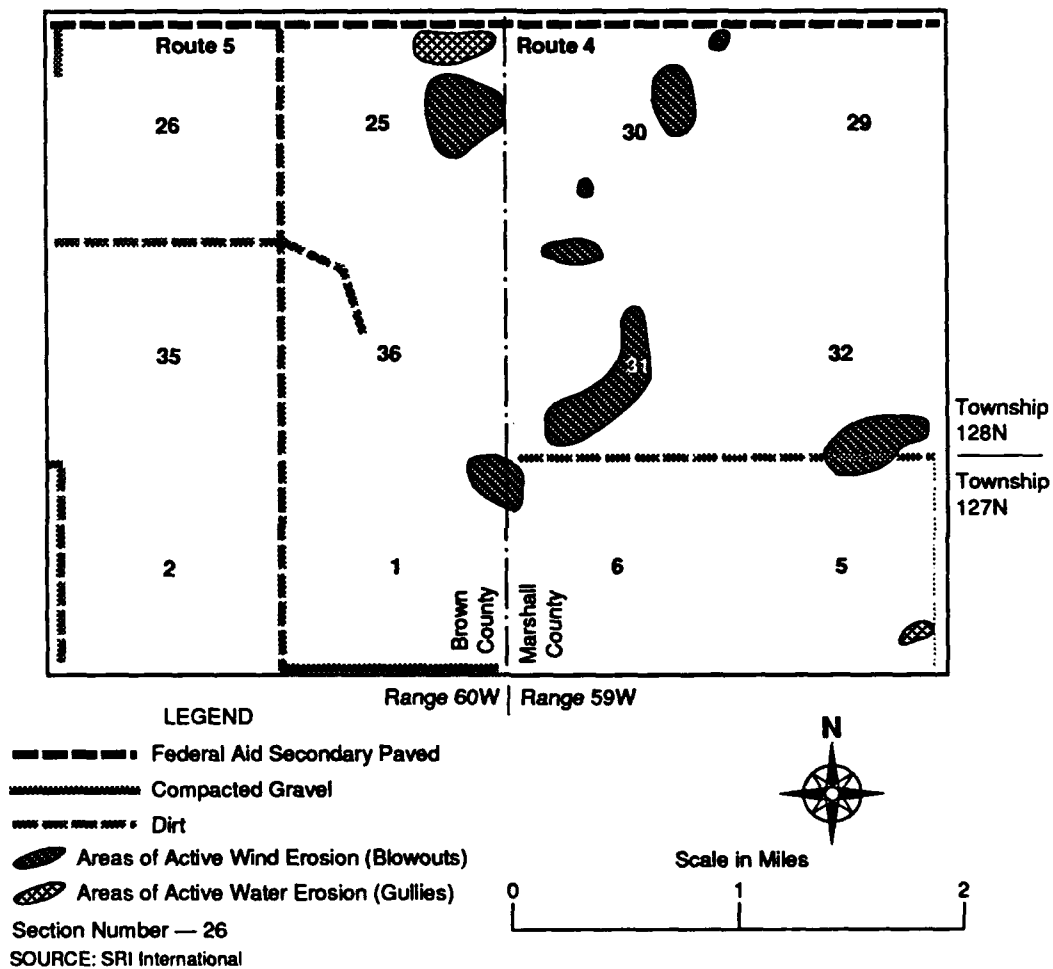 Route 5
Route 4
26
25
30
29
35
36
31
32
Township
128N
Township
127N
2
1
6
5
Brown
County
Marshall
County
Range 60W
Range 59W
LEGEND
Federal Aid Secondary Paved
Compacted Gravel
Dirt
Areas of Active Wind Erosion (Blowouts)
Areas of Active Water Erosion (Gullies)
Section Number — 26
SOURCE: SRI International
N
Scale in Miles
0 1 2